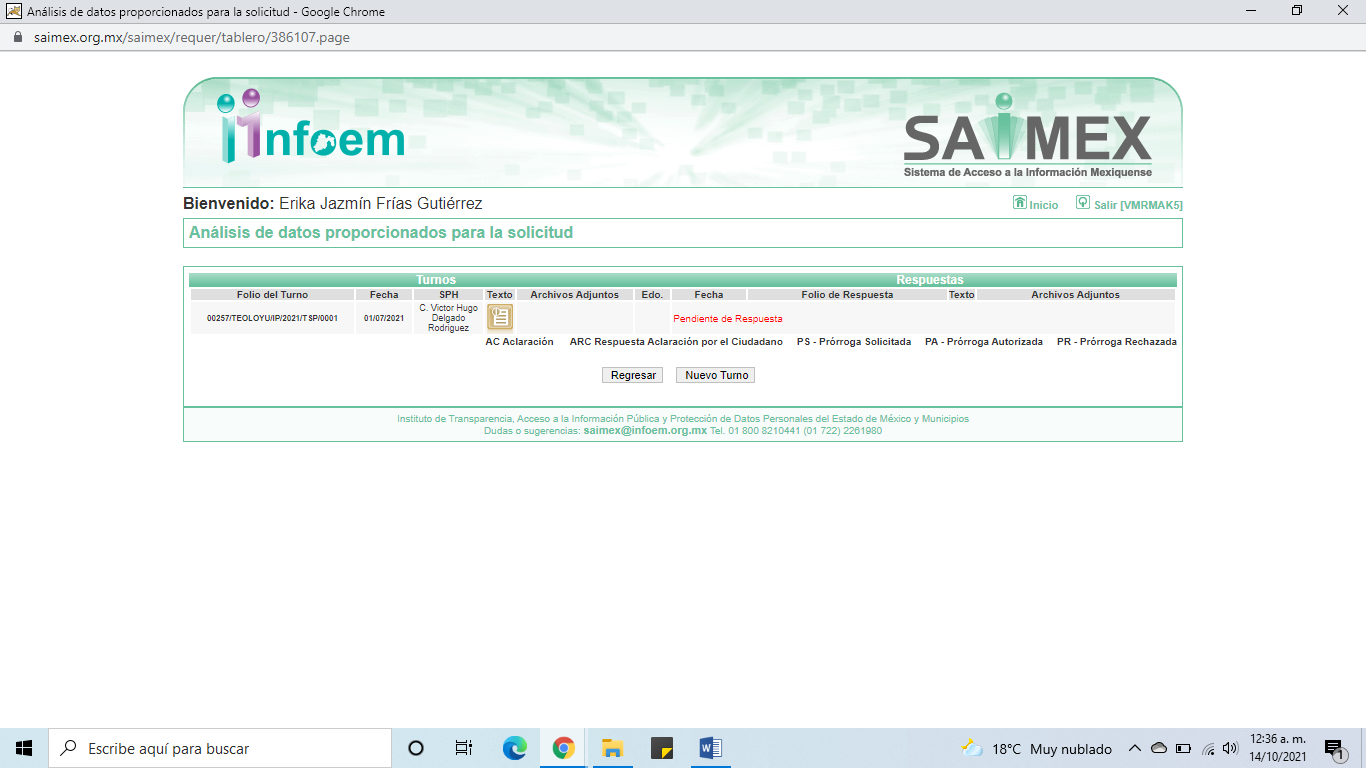 Análisis de datos proporcionados para la solicitud - Google Chrome
saimex.org.mx/saimex/requer/tablero/386107.page
infoem
SAIMEX
Sistema de Acceso a la Información Mexiquense
Bienvenido: Erika Jazmín Frías Gutiérrez
Inicio Salir [VMRMAK5]
Análisis de datos proporcionados para la solicitud
Turnos Respuestas
Folio del Turno Fecha SPH Texto Archivos Adjuntos Edo. Fecha Folio de Respuesta Texto Archivos Adjuntos
00257/TEOLOYU/IP/2021/TSP/0001 01/07/2021 C. Victor Hugo Delgado Rodriguez Pendiente de Respuesta
AC Aclaración ARC Respuesta Aclaración por el Ciudadano PS - Prórroga Solicitada PA - Prórroga Autorizada PR - Prórroga Rechazada
Regresar Nuevo Turno
Instituto de Transparencia, Acceso a la Información Pública y Protección de Datos Personales del Estado de México y Municipios
Dudas o sugerencias: saimex@infoem.org.mx Tel. 01 800 8210441 (01 722) 2261980
Escribe aquí para buscar
18°C Muy nublado
12:36 a. m.
14/10/2021
1